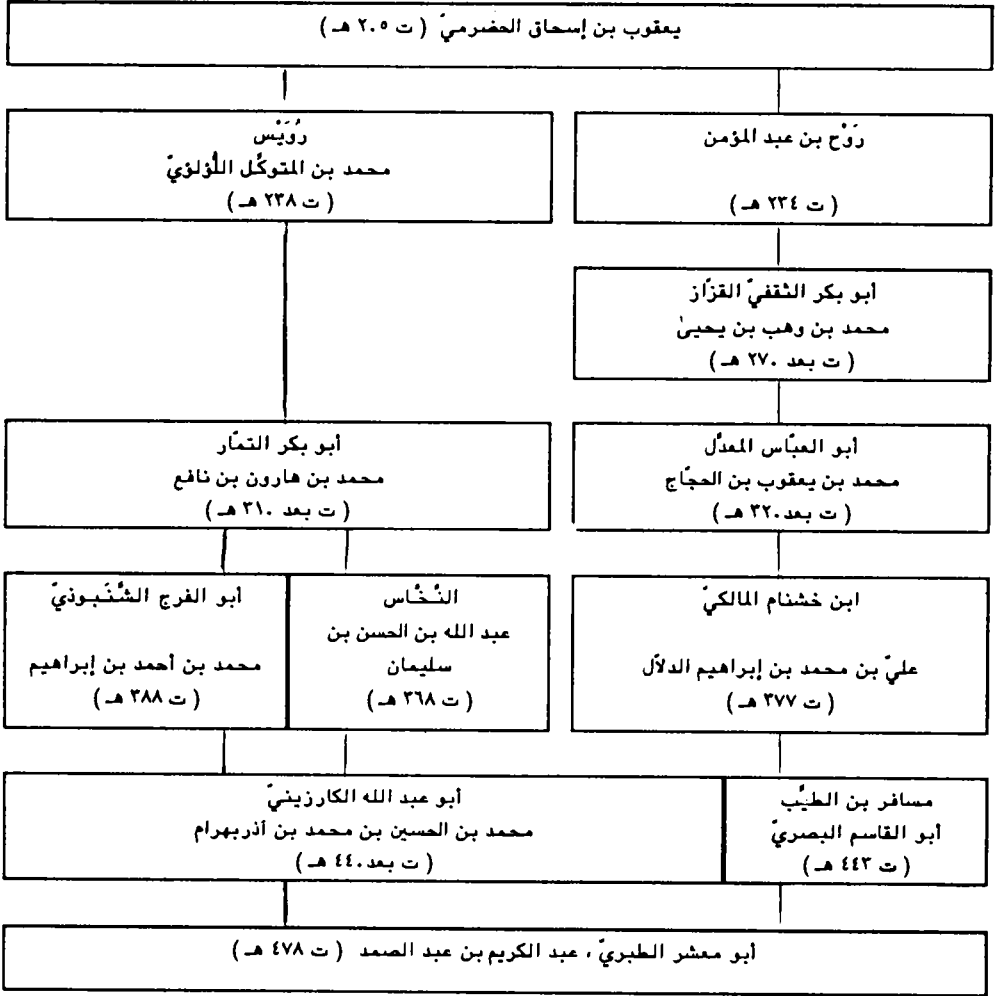 يعقوب بن إسحاق الحضرميّ ( ت ٢٠٥ هـ )
رَوْح بن عبد المؤمن
( ت ٢٣٤ هـ )
رُوَيْس
محمد بن المتوكِّل اللُّؤلؤيّ
( ت ٢٣٨ هـ )
أبو بكر الثقفيّ القزّاز
محمد بن وهب بن يحيىٰ
( ت بعد ٢٧٠ هـ )
أبو العبّاس المعدَّل
محمد بن يعقوب بن الحجّاج
( ت بعد ٣٢٠ هـ )
أبو بكر التمّار
محمد بن هارون بن نافع
( ت بعد ٣١٠ هـ )
ابن خشنام المالكيّ
عليّ بن محمد بن إبراهيم الدلاّل
( ت ٣٧٧ هـ )
النَّخَّاس
عبد الله بن الحسن بن
سليمان
( ت ٣٦٨ هـ )
أبو الفرج الشَّنَبوذيّ
محمد بن أحمد بن إبراهيم
( ت ٣٨٨ هـ )
مسافر بن الطيِّب
أبو القاسم البصريّ
( ت ٤٤٣ هـ )
أبو عبد الله الكارزينيّ
محمد بن الحسين بن محمد بن آذربهرام
( ت بعد ٤٤٠ هـ )
أبو معشر الطبريّ ، عبد الكريم بن عبد الصمد ( ت ٤٧٨ هـ )